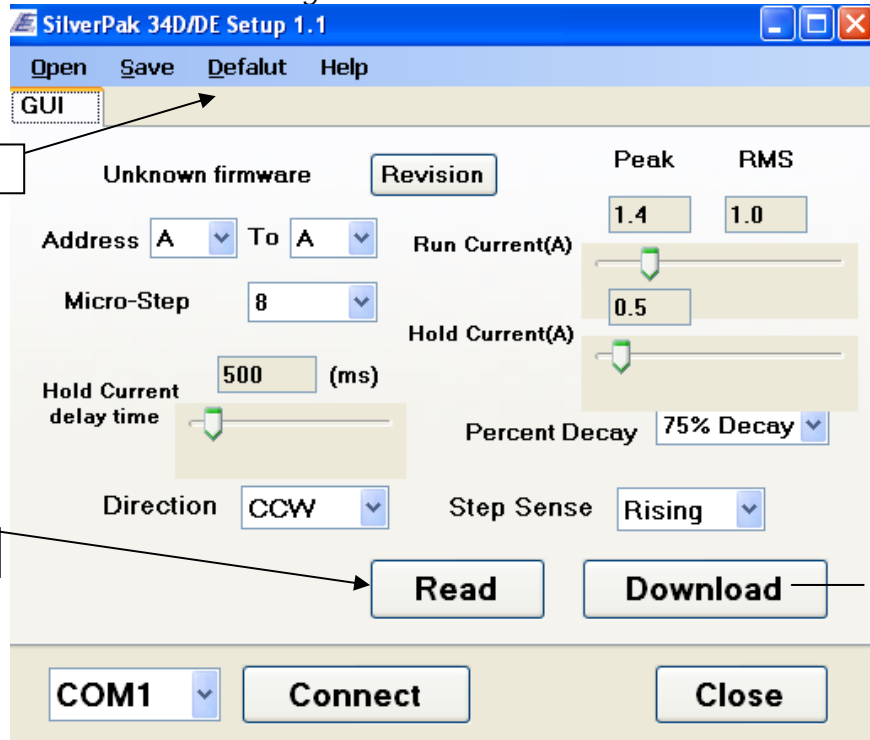 SilverPak 34D/DE Setup 1.1
Open Save Defalut Help
GUI
Unknown firmware Revision
Peak RMS
1.4 1.0
Address A To A
Run Current(A)
Micro-Step 8
0.5
Hold Current(A)
500 (ms)
Hold Current
delay time
Percent Decay 75% Decay
Direction CCW Step Sense Rising
Read Download
COM1 Connect Close